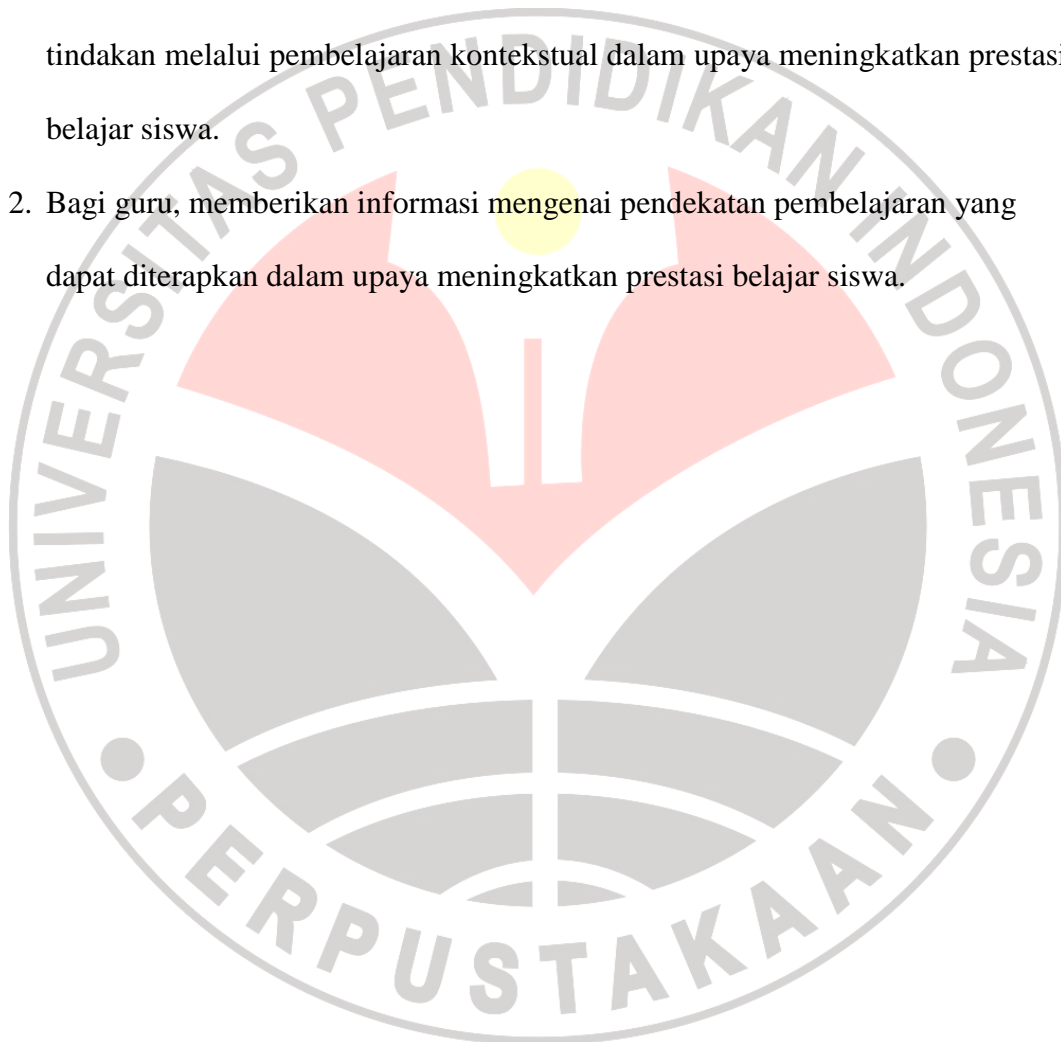 tindakan melalui pembelajaran kontekstual dalam upaya meningkatkan prestasi
belajar siswa.
2. Bagi guru, memberikan informasi mengenai pendekatan pembelajaran yang
dapat diterapkan dalam upaya meningkatkan prestasi belajar siswa.
UNIVERSITAS PENDIDIKAN INDONESIA
PERPUSTAKAAN